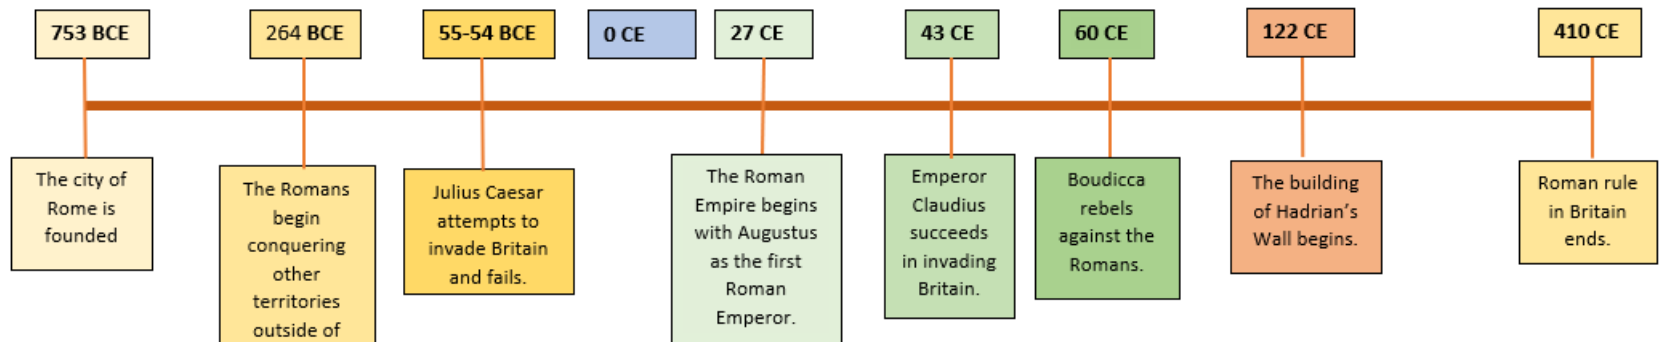 753 BCE
264 BCE
55-54 BCE
0 CE
27 CE
43 CE
60 CE
122 CE
410 CE
The city of
Rome is
founded
The Romans
begin
conquering
other
territories
outside of
Julius Caesar
attempts to
invade Britain
and fails.
The Roman
Empire begins
with Augustus
as the first
Roman
Emperor.
Emperor
Claudius
succeeds
in invading
Britain.
Boudicca
rebels
against the
Romans.
The building
of Hadrian’s
Wall begins.
Roman rule
in Britain
ends.